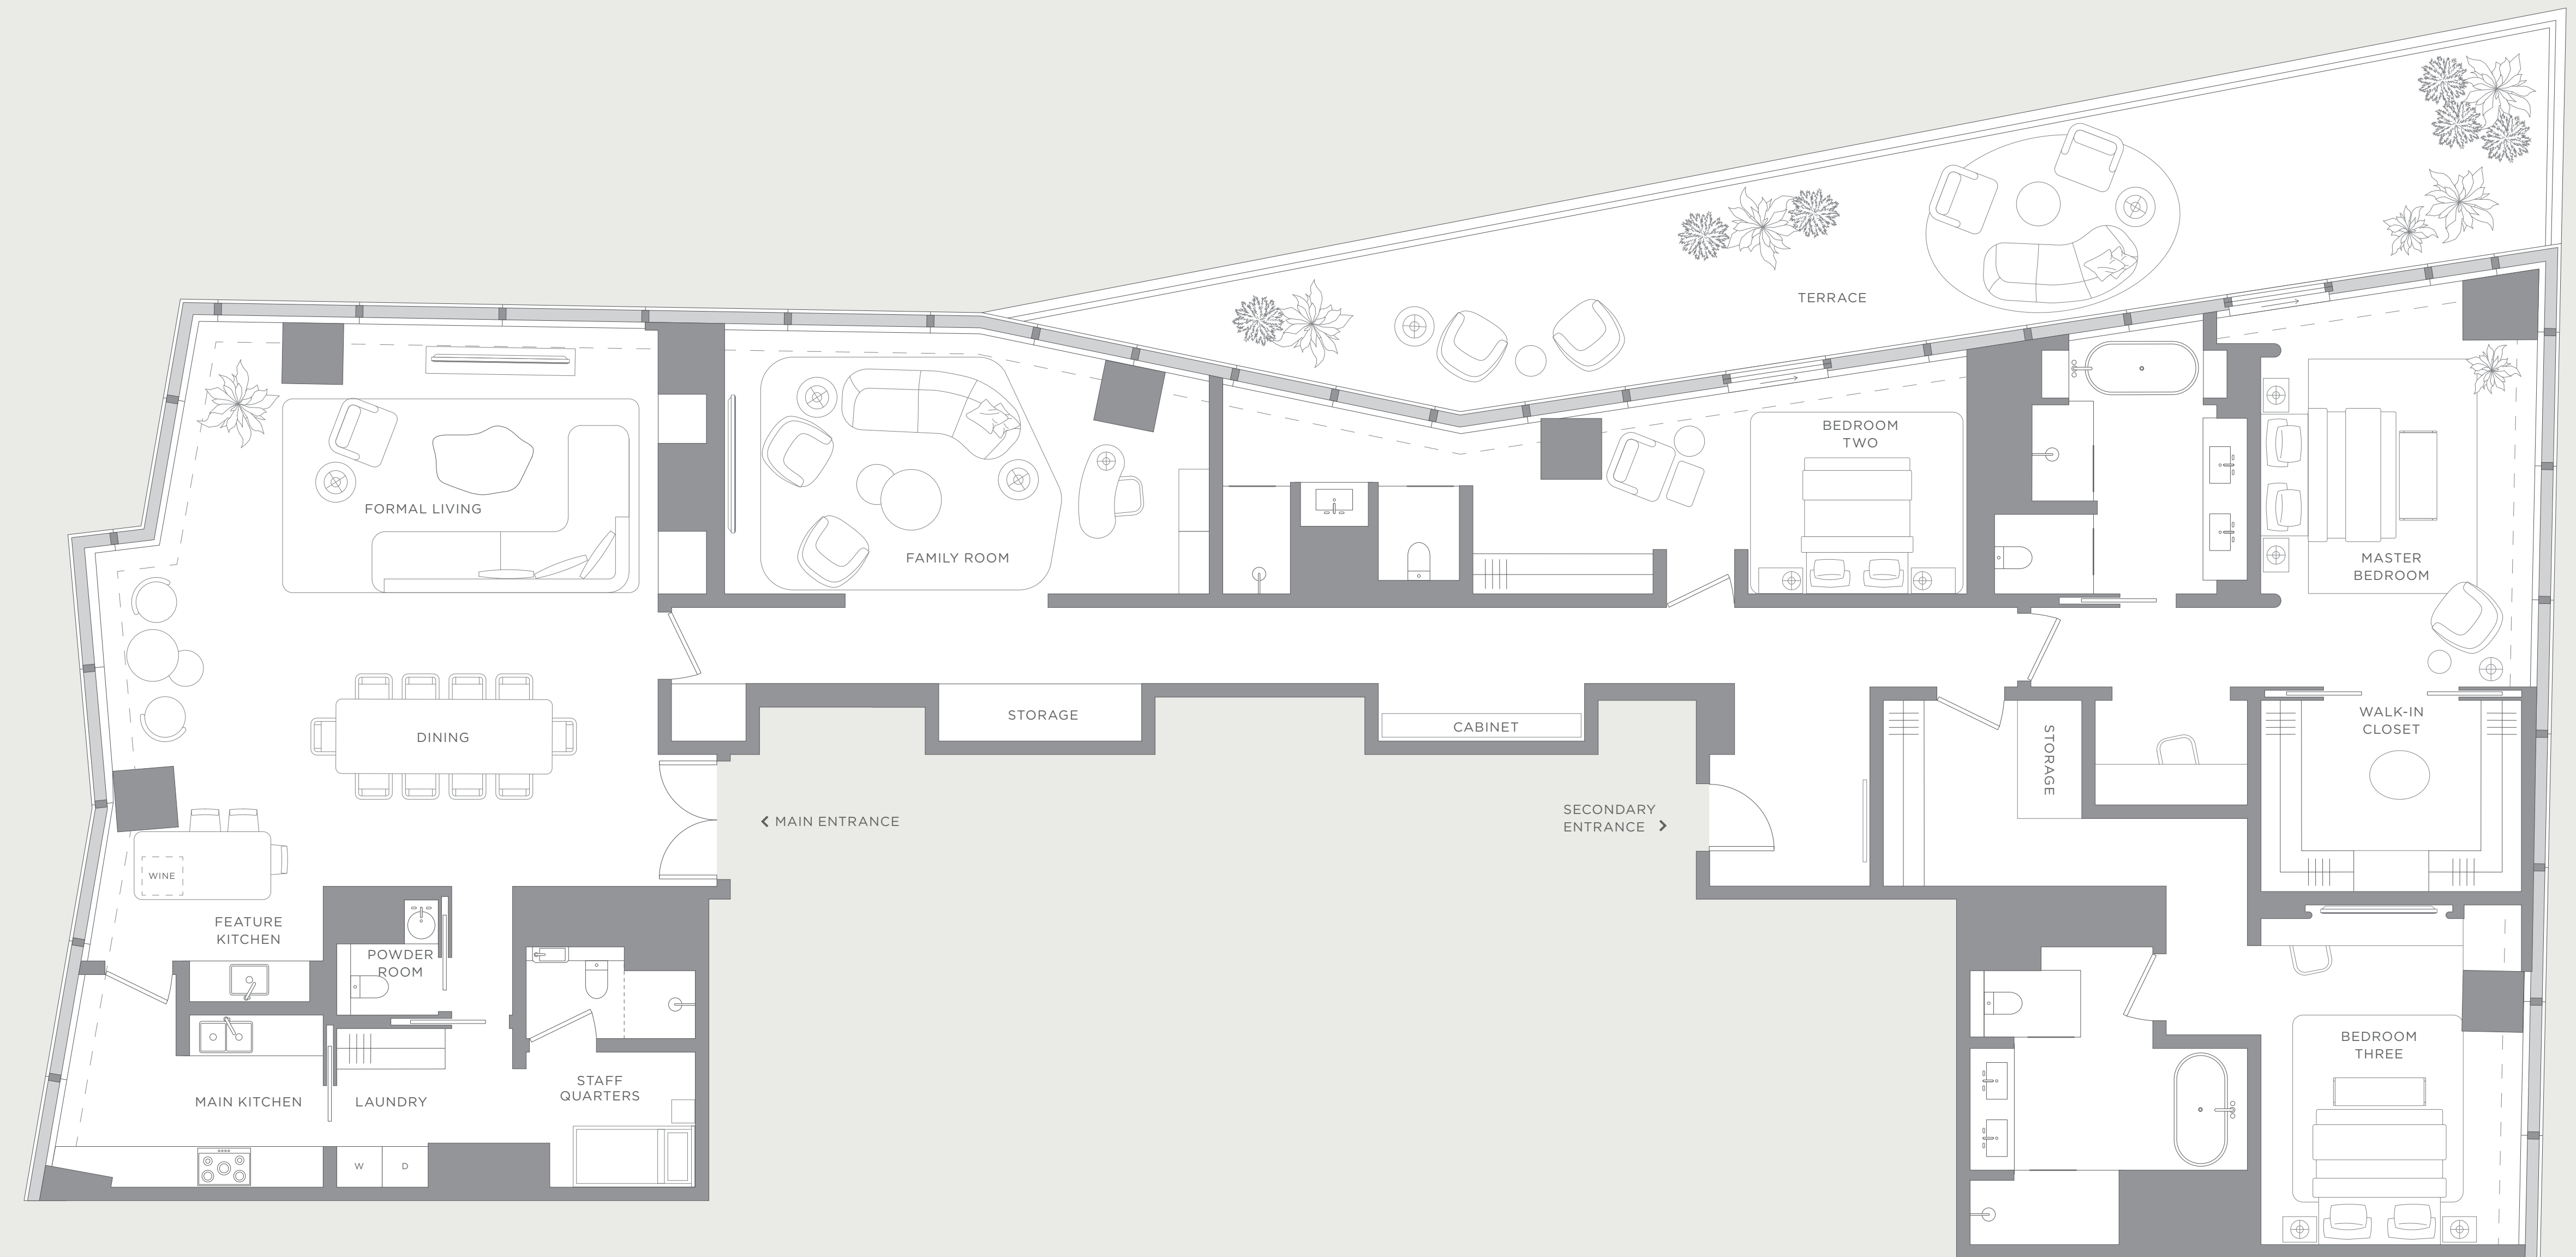 TERRACE
BEDROOM
TWO
FORMAL LIVING
FAMILY ROOM
MASTER
BEDROOM
STORAGE
CABINET
DINING
WALK-IN
CLOSET
STORAGE
MAIN ENTRANCE
SECONDARY
ENTRANCE
WINE
FEATURE
KITCHEN
POWDER
ROOM
BEDROOM
THREE
STAFF
QUARTERS
MAIN KITCHEN
LAUNDRY
W
D